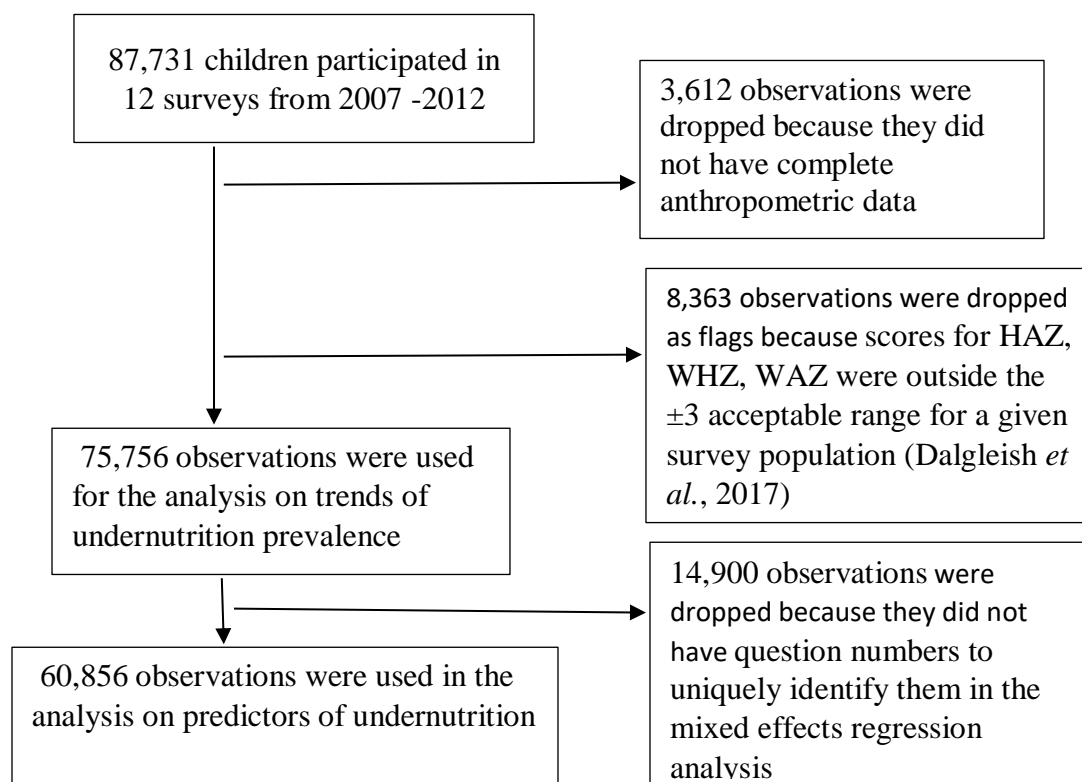 87,731 children participated in
12 surveys from 2007 -2012
3,612 observations were
dropped because they did
not have complete
anthropometric data
8,363 observations were dropped
as flags because scores for HAZ,
WHZ, WAZ were outside the
±3 acceptable range for a given
survey population (Dalgleish et
al., 2017)
75,756 observations were used
for the analysis on trends of
undernutrition prevalence
14,900 observations were
dropped because they did not
have question numbers to
uniquely identify them in the
mixed effects regression
analysis
60,856 observations were used in the
analysis on predictors of undernutrition